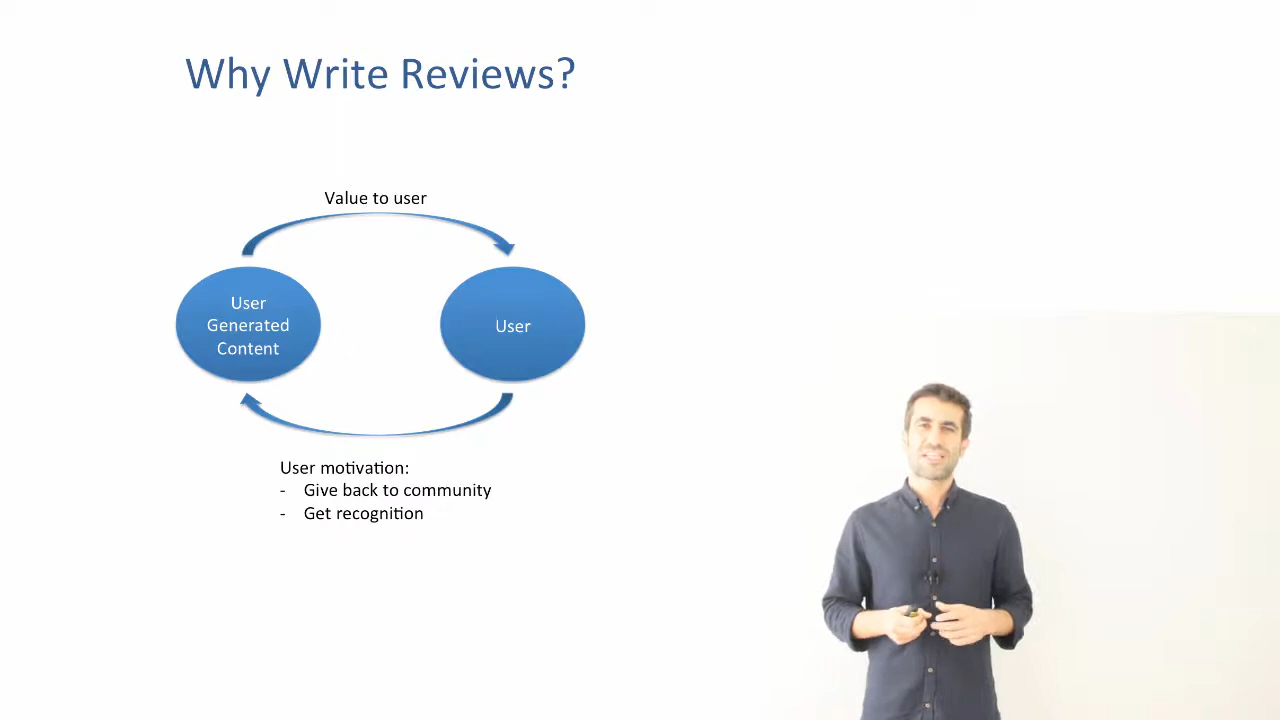 Why Write Reviews?
Value to user
User
Generated
Content
User
User motivation:
- Give back to community
- Get recognition